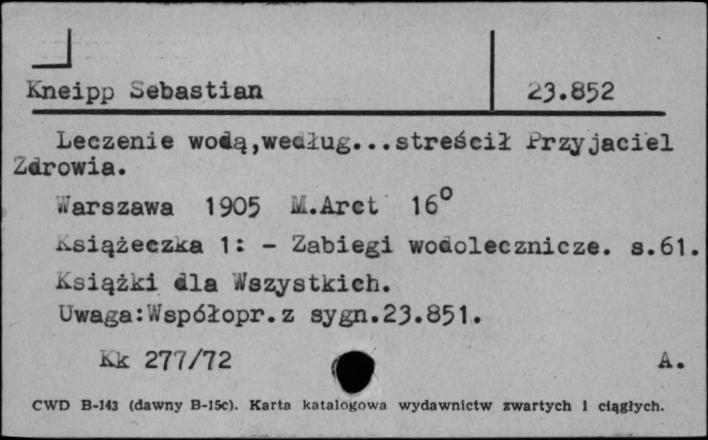 Kneipp Sebastian 23.852
Leczenie wodą,według...streścił Przyjaciel
Zdrowia.
Warszawa 1905 M.Arct 16°
Książeczka 1: - Zabiegi wodolecznicze. s.61.
Książki dla Wszystkich.
Uwaga:Współopr.z sygn.23.851.
Kk 277/72 A.
CWD B-143 (dawny B-15c). Karta katalogowa wydawnictw zwartych i ciągłych.